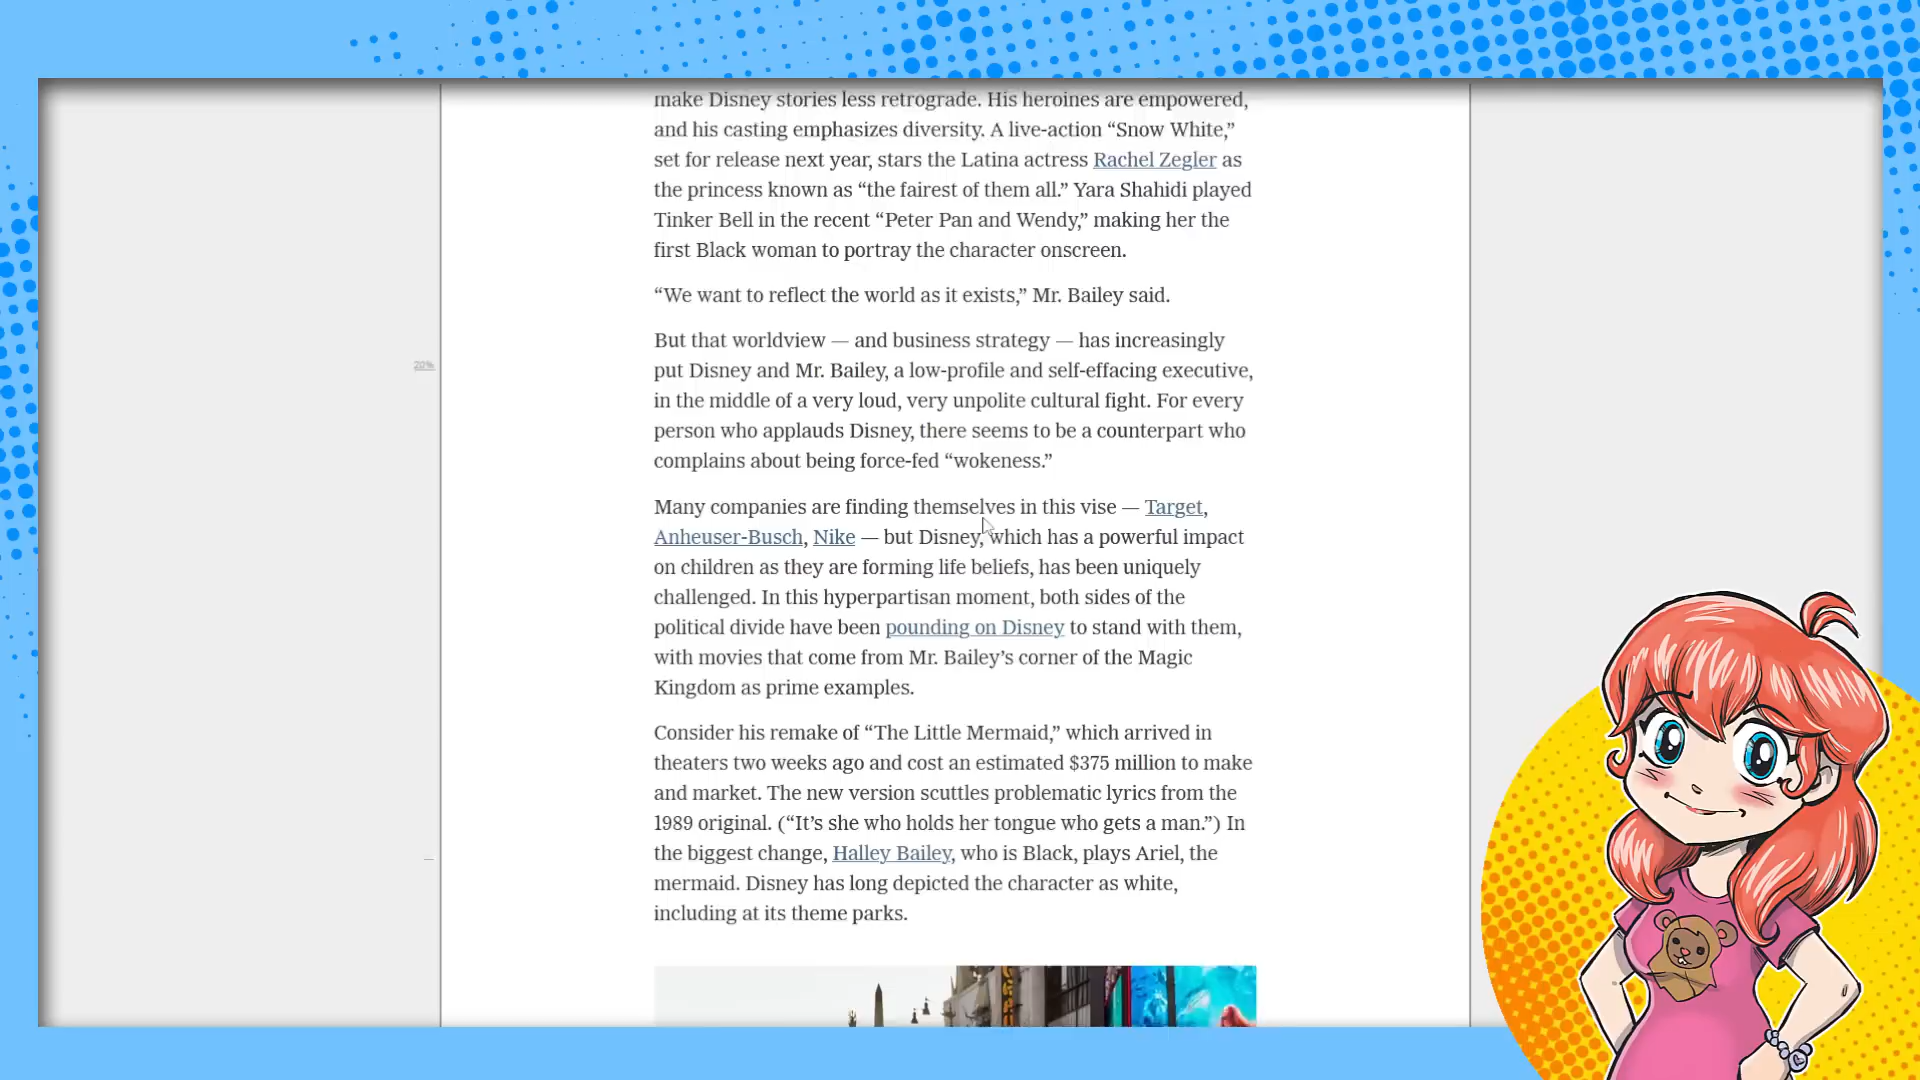 make Disney stories less retrograde. His heroines are empowered,
and his casting emphasizes diversity. A live-action “Snow White,”
set for release next year, stars the Latina actress Rachel Zegler as
the princess known as “the fairest of them all.” Yara Shahidi played
Tinker Bell in the recent “Peter Pan and Wendy,” making her the
first Black woman to portray the character onscreen.
“We want to reflect the world as it exists,” Mr. Bailey said.
But that worldview — and business strategy — has increasingly
20%
put Disney and Mr. Bailey, a low-profile and self-effacing executive,
in the middle of a very loud, very unpolite cultural fight. For every
person who applauds Disney, there seems to be a counterpart who
complains about being force-fed “wokeness.”
Many companies are finding themselves in this vise — Target,
Anheuser-Busch, Nike — but Disney, which has a powerful impact
on children as they are forming life beliefs, has been uniquely
challenged. In this hyperpartisan moment, both sides of the
political divide have been pounding on Disney to stand with them,
with movies that come from Mr. Bailey’s corner of the Magic
Kingdom as prime examples.
Consider his remake of “The Little Mermaid,” which arrived in
theaters two weeks ago and cost an estimated $375 million to make
and market. The new version scuttles problematic lyrics from the
1989 original. (“It’s she who holds her tongue who gets a man.”) In
the biggest change, Halley Bailey, who is Black, plays Ariel, the
mermaid. Disney has long depicted the character as white,
including at its theme parks.